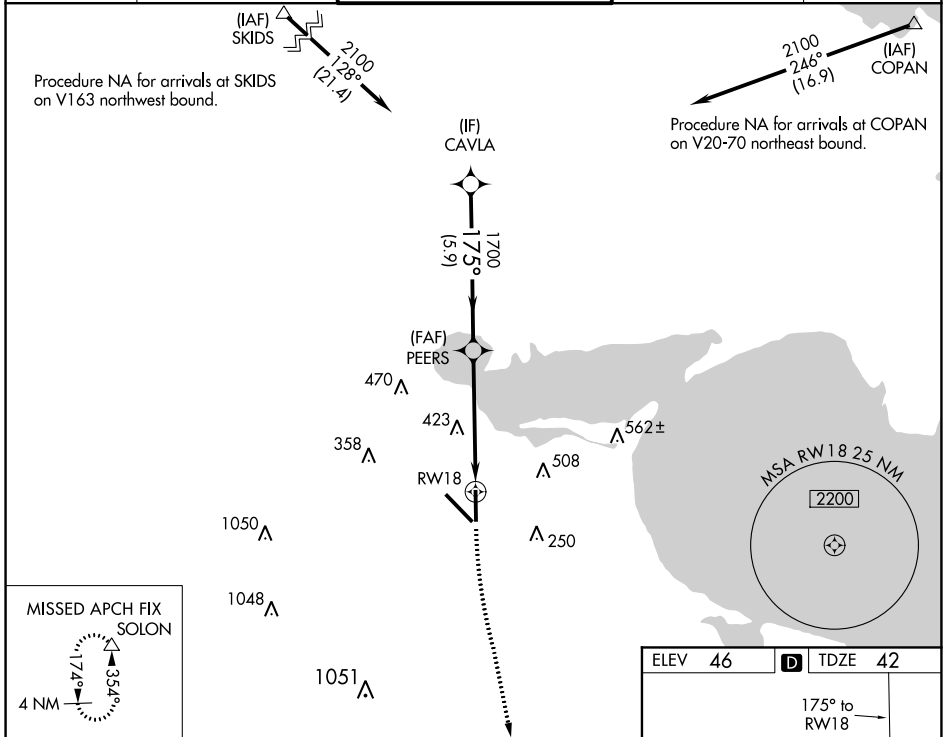 (IAF)
SKIDS
2100
128°
(21.4)
Procedure NA for arrivals at SKIDS
on V163 northwest bound.
2100
246°
(16.9)
(IAF)
COPAN
Procedure NA for arrivals at COPAN
on V20-70 northeast bound.
(IF)
CAVLA
1700
175°
(5.9)
(FAF)
PEERS
470
423
358
562±
508
RW18
250
1050
1048
1051
MSA RW18 25 NM
2200
MISSED APCH FIX
SOLON
174°
354°
4 NM
ELEV 46 D TDZE 42
175° to
RW18